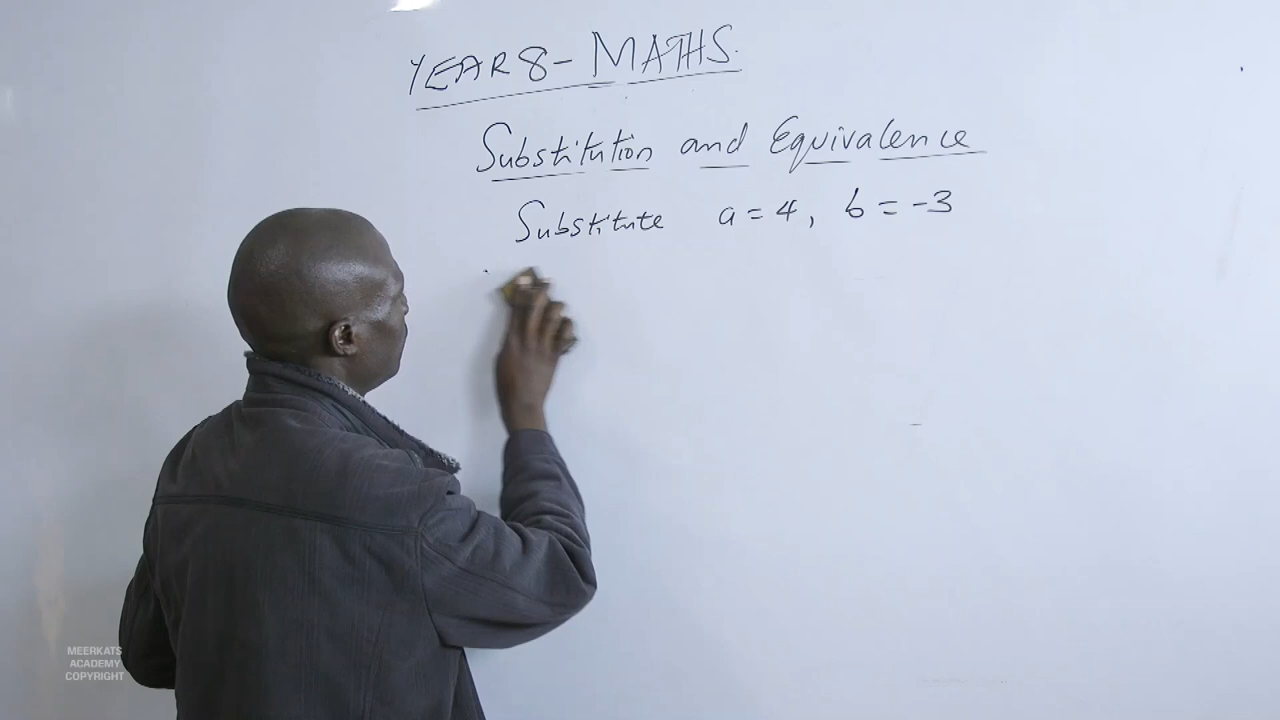 YEAR 8 - MATHS.
Substitution and Equivalence
Substitute a = 4, b = -3
MEERKATS
ACADEMY
COPYRIGHT